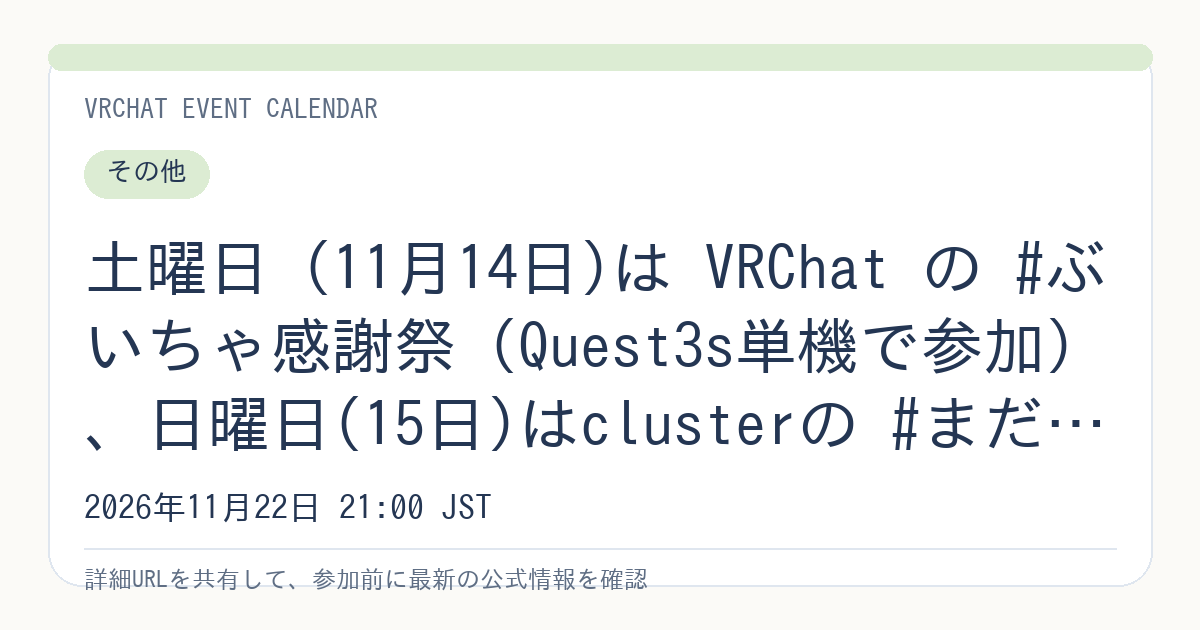 VRCHAT EVENT CALENDAR
その他
土曜日 (11月14日)は VRChat の #ぶ
いちゃ感謝祭 (Quest3s単機で参加)
、日曜日(15日)はclusterの #まだ…
2026年11月22日 21:00 JST
詳細URLを共有して、参加前に最新の公式情報を確認